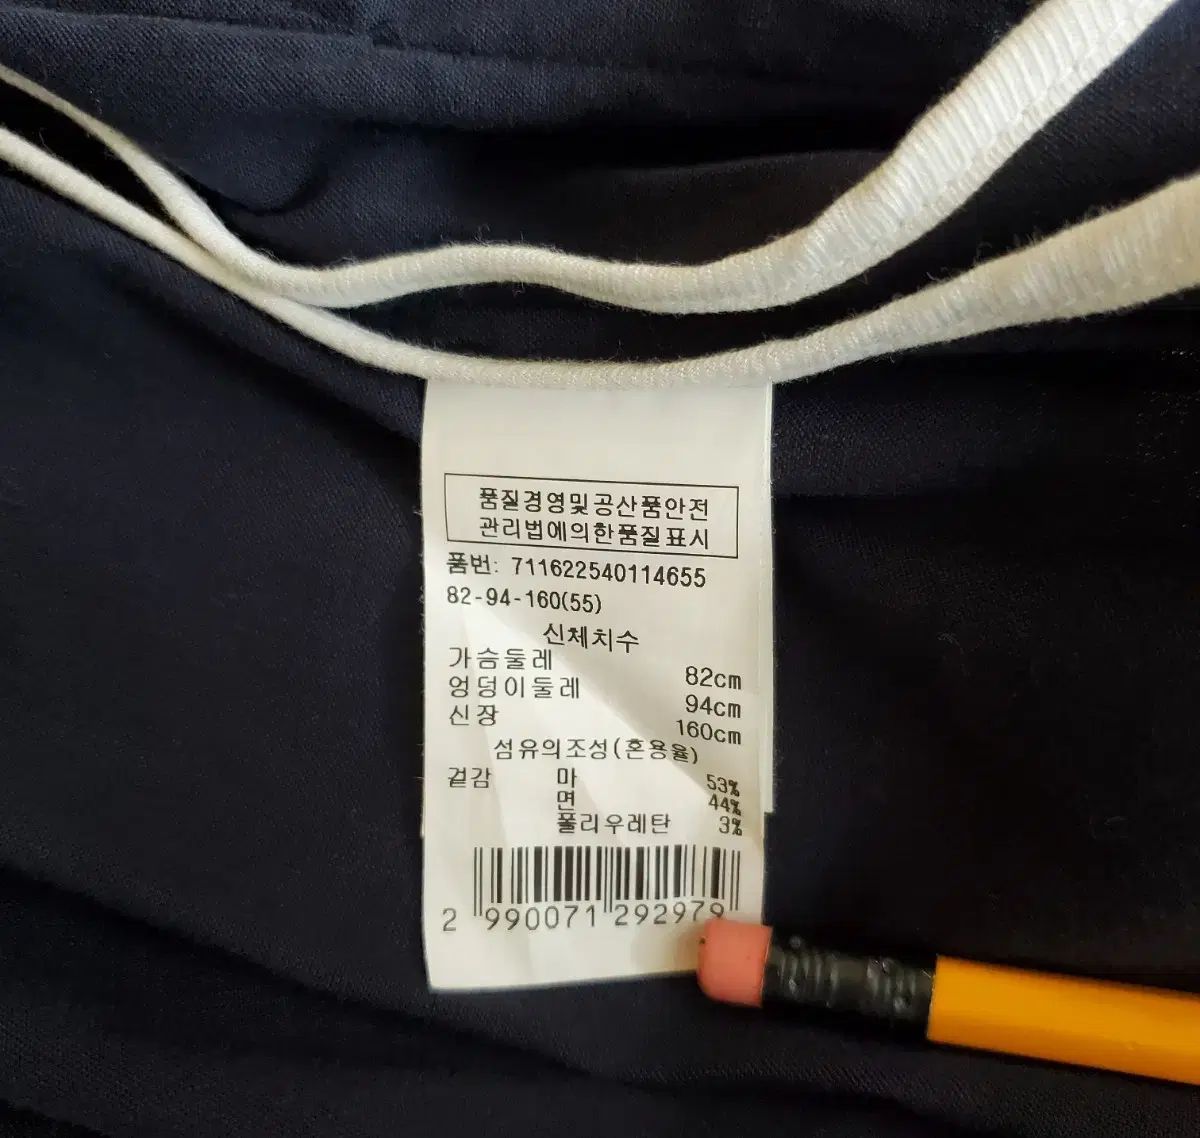 품질경영및공산품안전
관리법에의한품질표시
품번: 711622540114655
82-94-160(55)
신체치수
가슴둘레 82cm
엉덩이둘레 94cm
신장 160cm
섬유의조성(혼용율)
겉감 마 53%
면 44%
폴리우레탄 3%
2 990071 292979